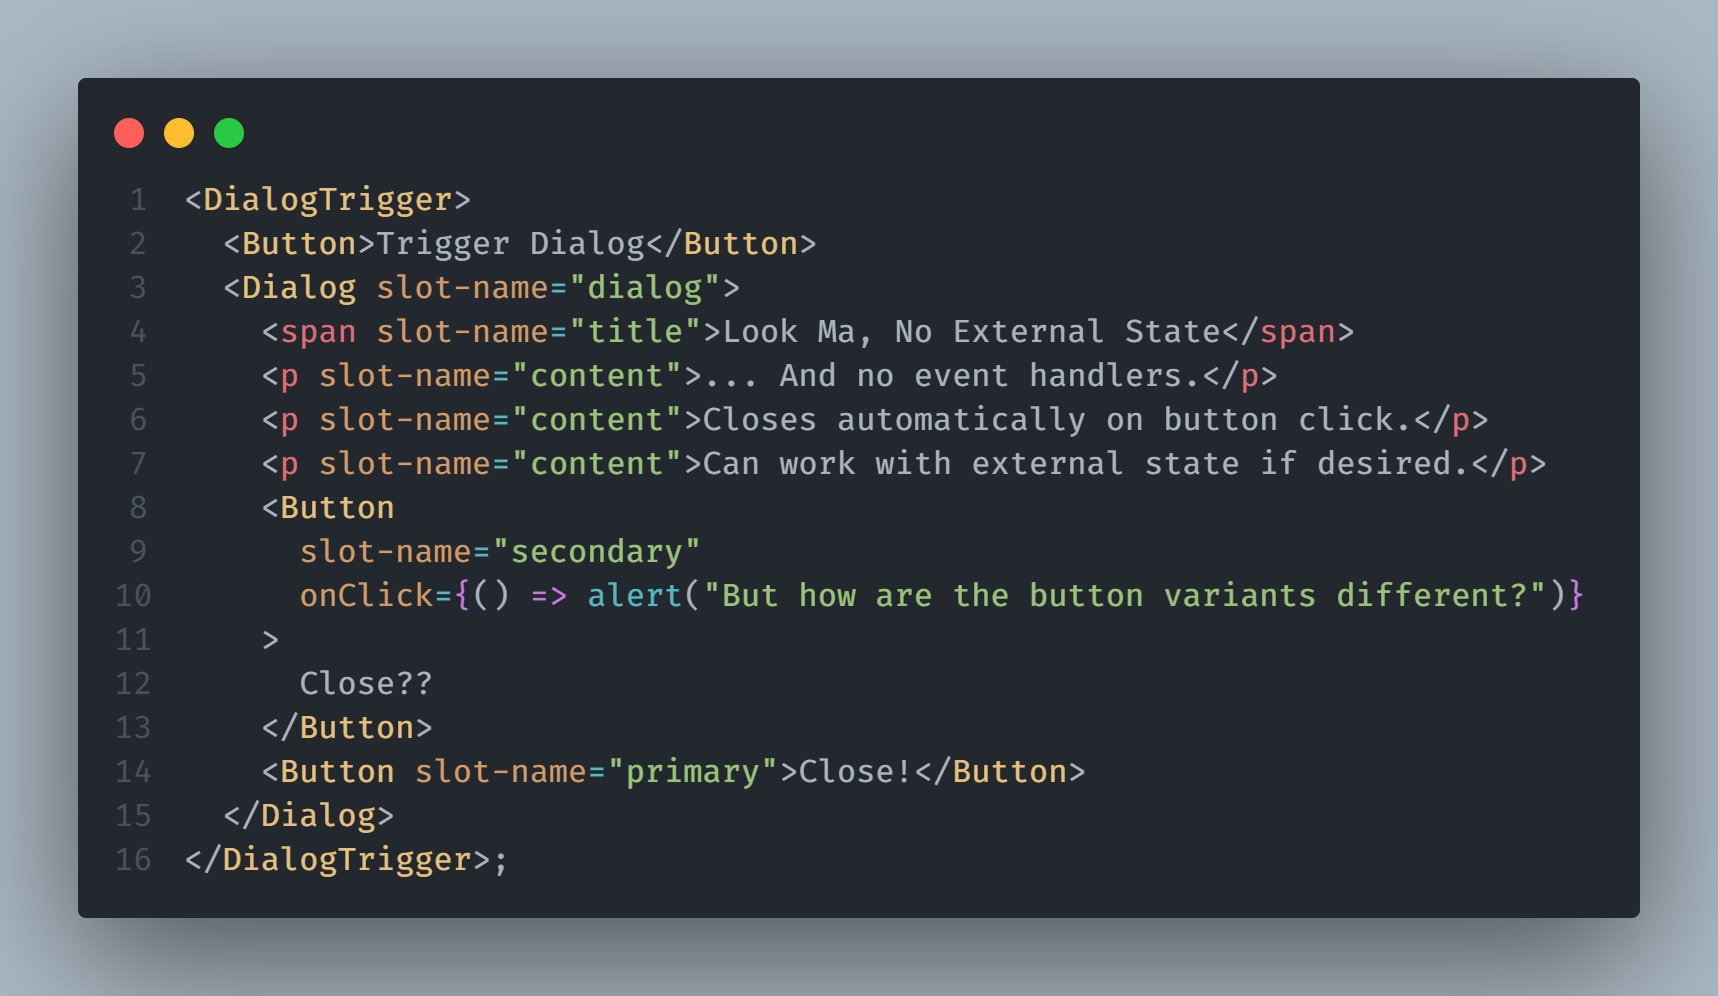 1 <DialogTrigger>
2   <Button>Trigger Dialog</Button>
3   <Dialog slot-name="dialog">
4     <span slot-name="title">Look Ma, No External State</span>
5     <p slot-name="content">... And no event handlers.</p>
6     <p slot-name="content">Closes automatically on button click.</p>
7     <p slot-name="content">Can work with external state if desired.</p>
8     <Button
9       slot-name="secondary"
10       onClick={() => alert("But how are the button variants different?")}
11     >
12       Close??
13     </Button>
14     <Button slot-name="primary">Close!</Button>
15   </Dialog>
16 </DialogTrigger>;